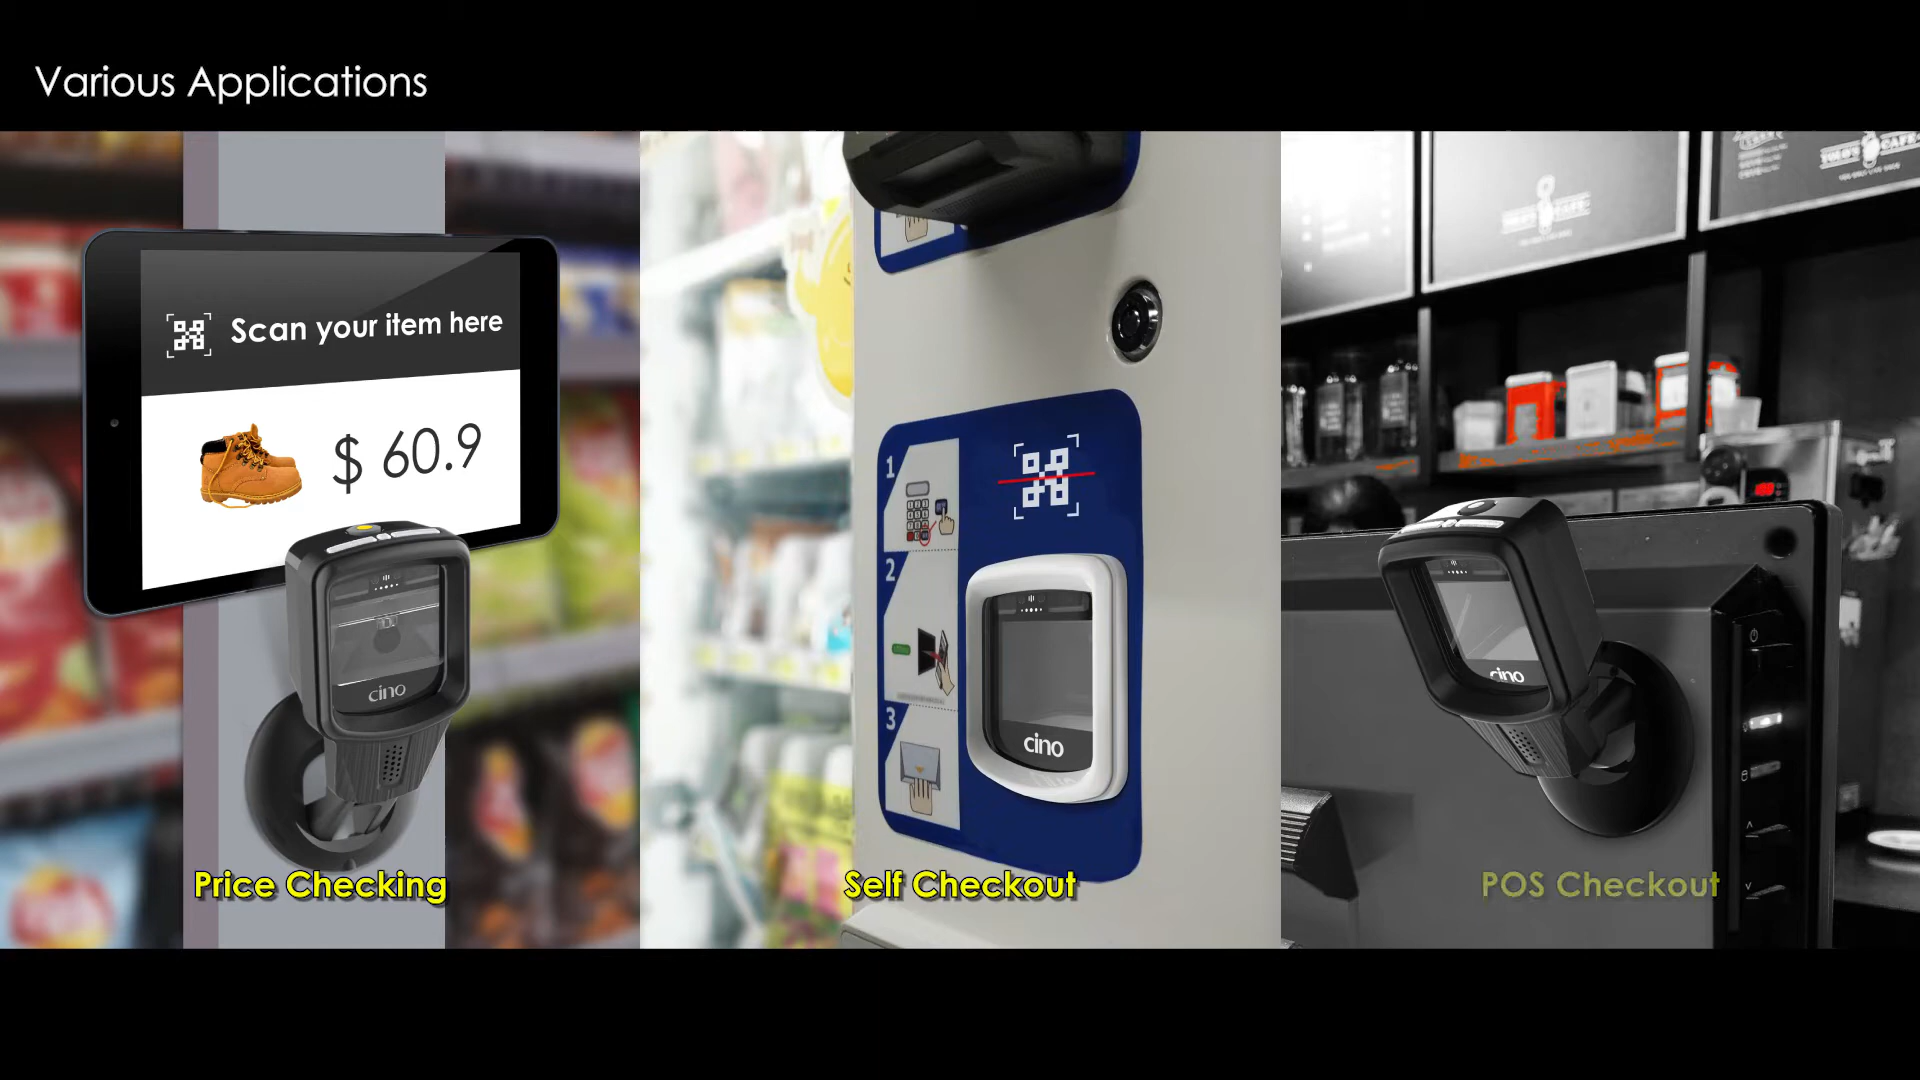 Various Applications
Scan your item here
$ 60.9
cino
Price Checking
1
2
3
cino
Self Checkout
CAFE
cino
POS Checkout